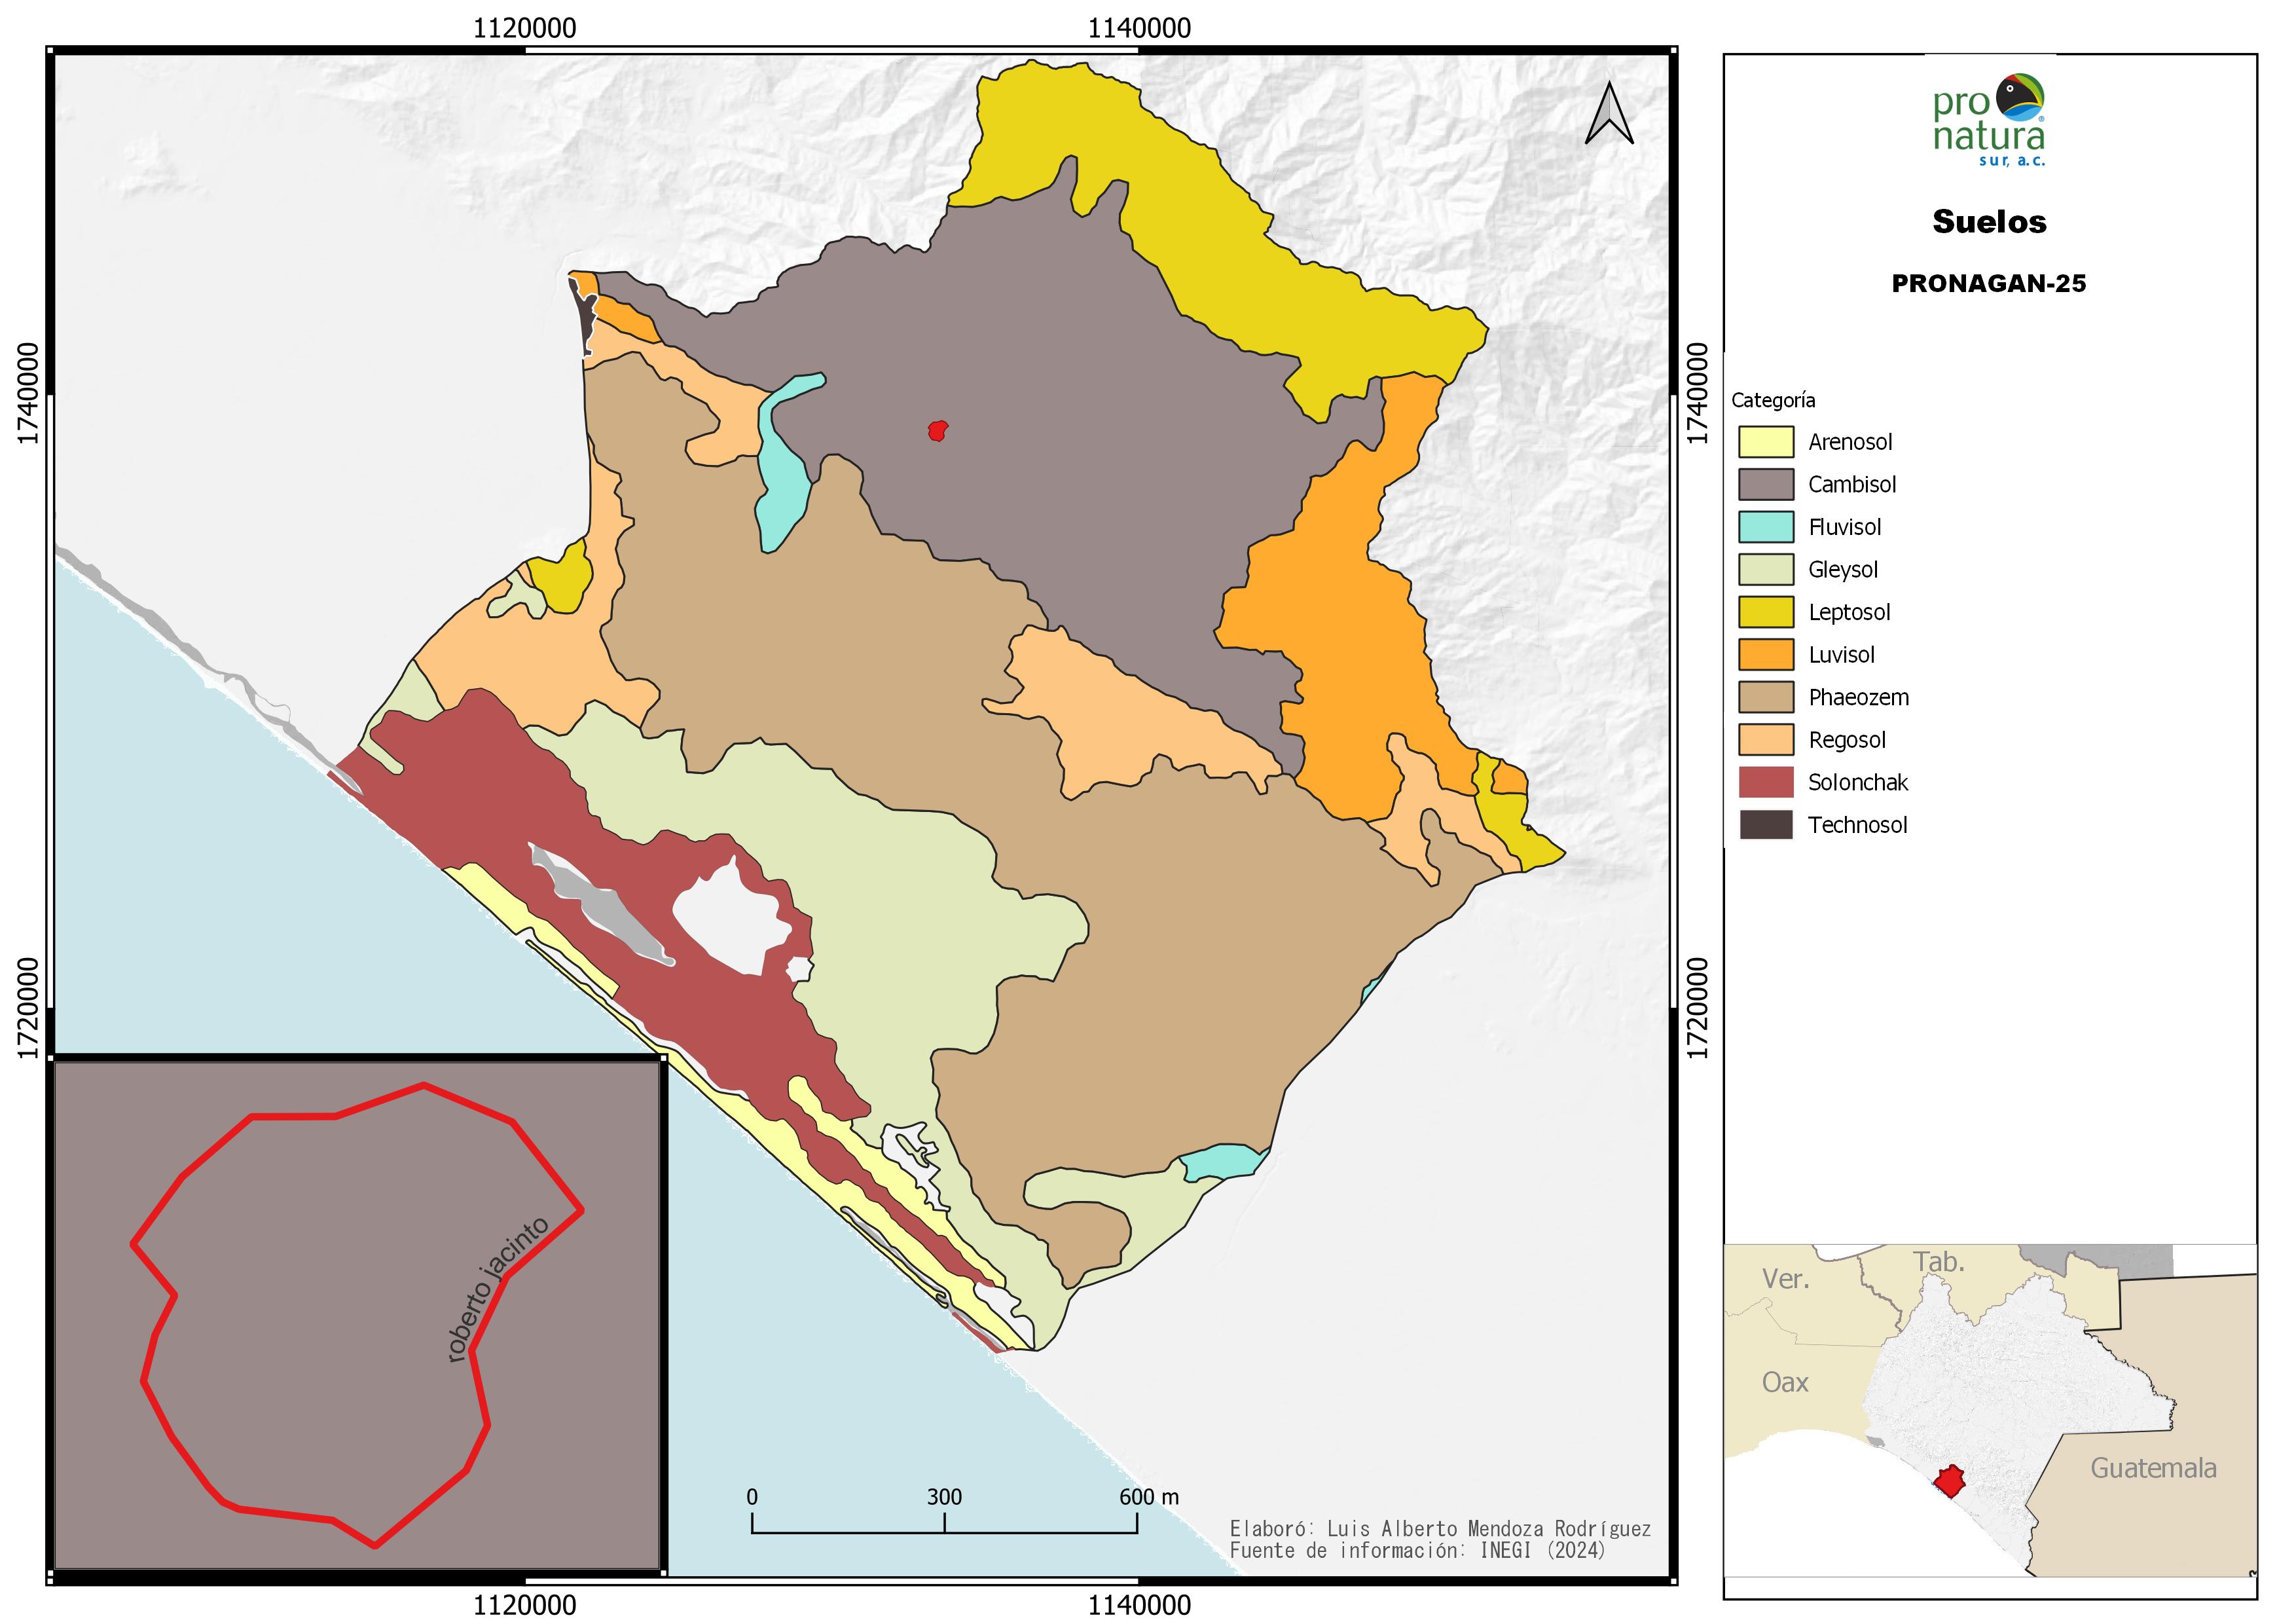 1120000
1140000
1740000
1740000
1720000
1720000
1120000
1140000
roberto jacinto
0
300
600 m
Elaboró: Luis Alberto Mendoza Rodríguez
Fuente de información: INEGI (2024)
pro
natura
sur, a.c.
Suelos
PRONAGAN-25
Categoría
Arenosol
Cambisol
Fluvisol
Gleysol
Leptosol
Luvisol
Phaeozem
Regosol
Solonchak
Technosol
Tab.
Ver.
Oax
Guatemala